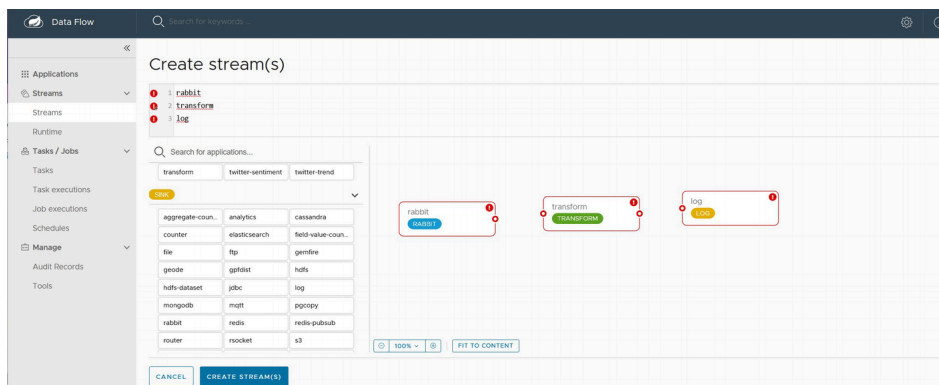 Data Flow
Search for keywords ...
«
Create stream(s)
Applications
Streams
Streams
Runtime
Tasks / Jobs
Tasks
Task executions
Job executions
Schedules
Manage
Audit Records
Tools
1 rabbit
2 transform
3 log
Search for applications...
transform twitter-sentiment twitter-trend
SINK
aggregate-coun... analytics cassandra
counter elasticsearch field-value-coun...
file ftp gemfire
geode gpfdist hdfs
hdfs-dataset jdbc log
mongodb mqtt pgcopy
rabbit redis redis-pubsub
router rsocket s3
rabbit
RABBIT
transform
TRANSFORM
log
LOG
100% FIT TO CONTENT
CANCEL CREATE STREAM(S)